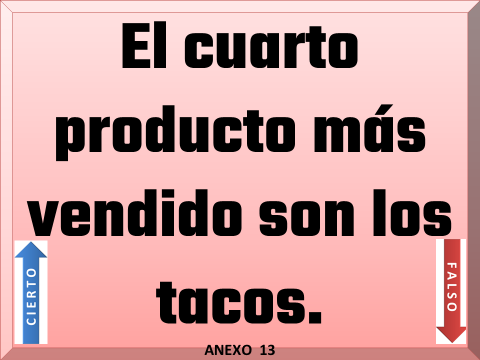 El cuarto
producto más
vendido son los
tacos.
CIERTO
FALSO
ANEXO 13